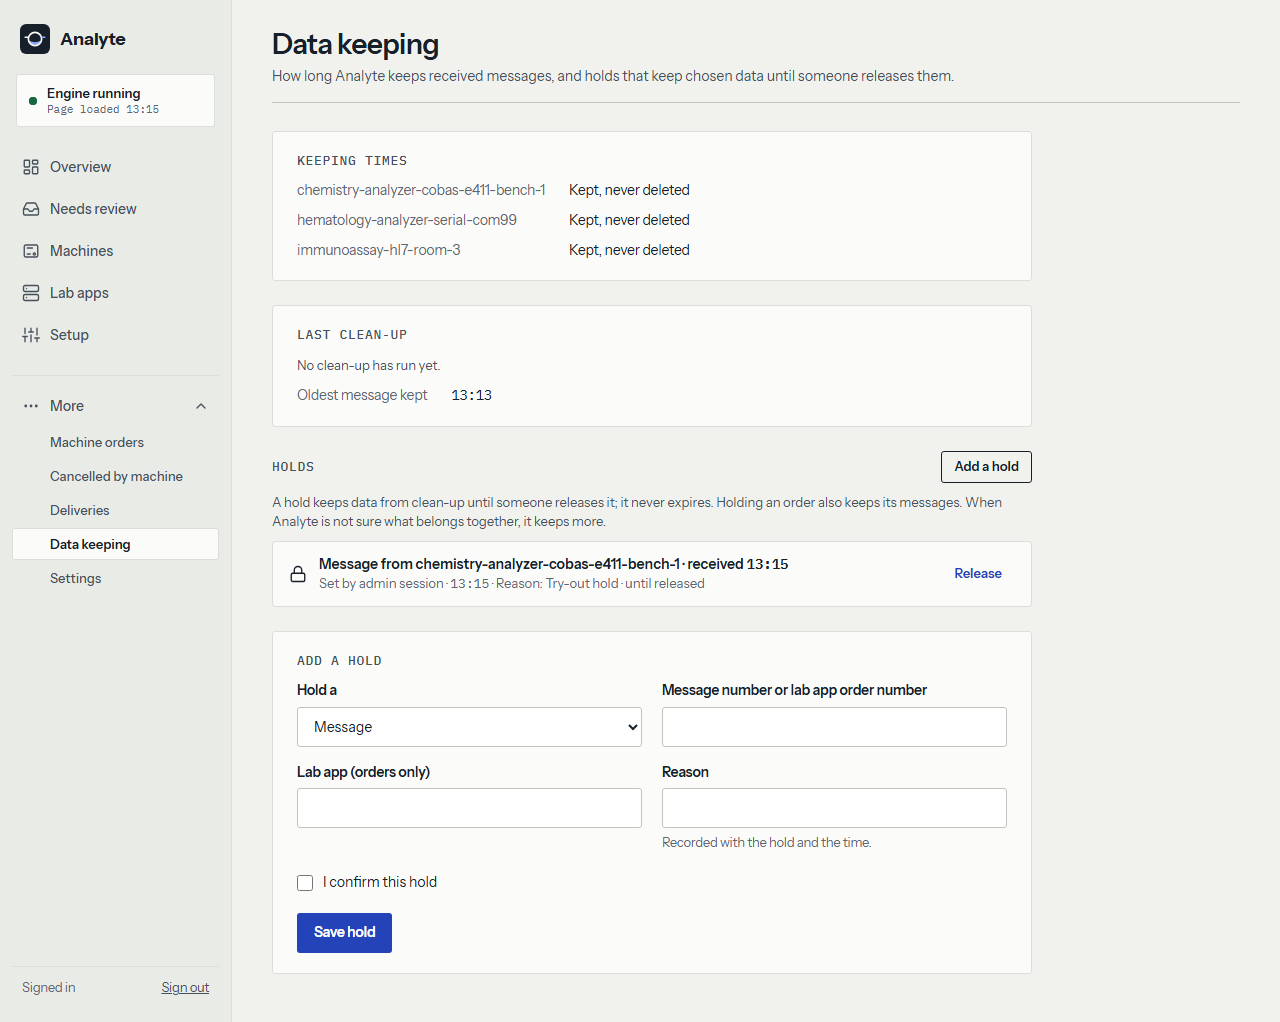 Analyte
Engine running
Page loaded 13:15
Overview
Needs review
Machines
Lab apps
Setup
More
Machine orders
Cancelled by machine
Deliveries
Data keeping
Settings
Signed in
Sign out
Data keeping
How long Analyte keeps received messages, and holds that keep chosen data until someone releases them.
KEEPING TIMES
chemistry-analyzer-cobas-e411-bench-1 Kept, never deleted
hematology-analyzer-serial-com99 Kept, never deleted
immunoassay-hl7-room-3 Kept, never deleted
LAST CLEAN-UP
No clean-up has run yet.
Oldest message kept 13:13
HOLDS
Add a hold
A hold keeps data from clean-up until someone releases it; it never expires. Holding an order also keeps its messages. When
Analyte is not sure what belongs together, it keeps more.
Message from chemistry-analyzer-cobas-e411-bench-1 · received 13:15
Set by admin session · 13:15 · Reason: Try-out hold · until released
Release
ADD A HOLD
Hold a
Message
Message number or lab app order number
Lab app (orders only)
Reason
Recorded with the hold and the time.
I confirm this hold
Save hold